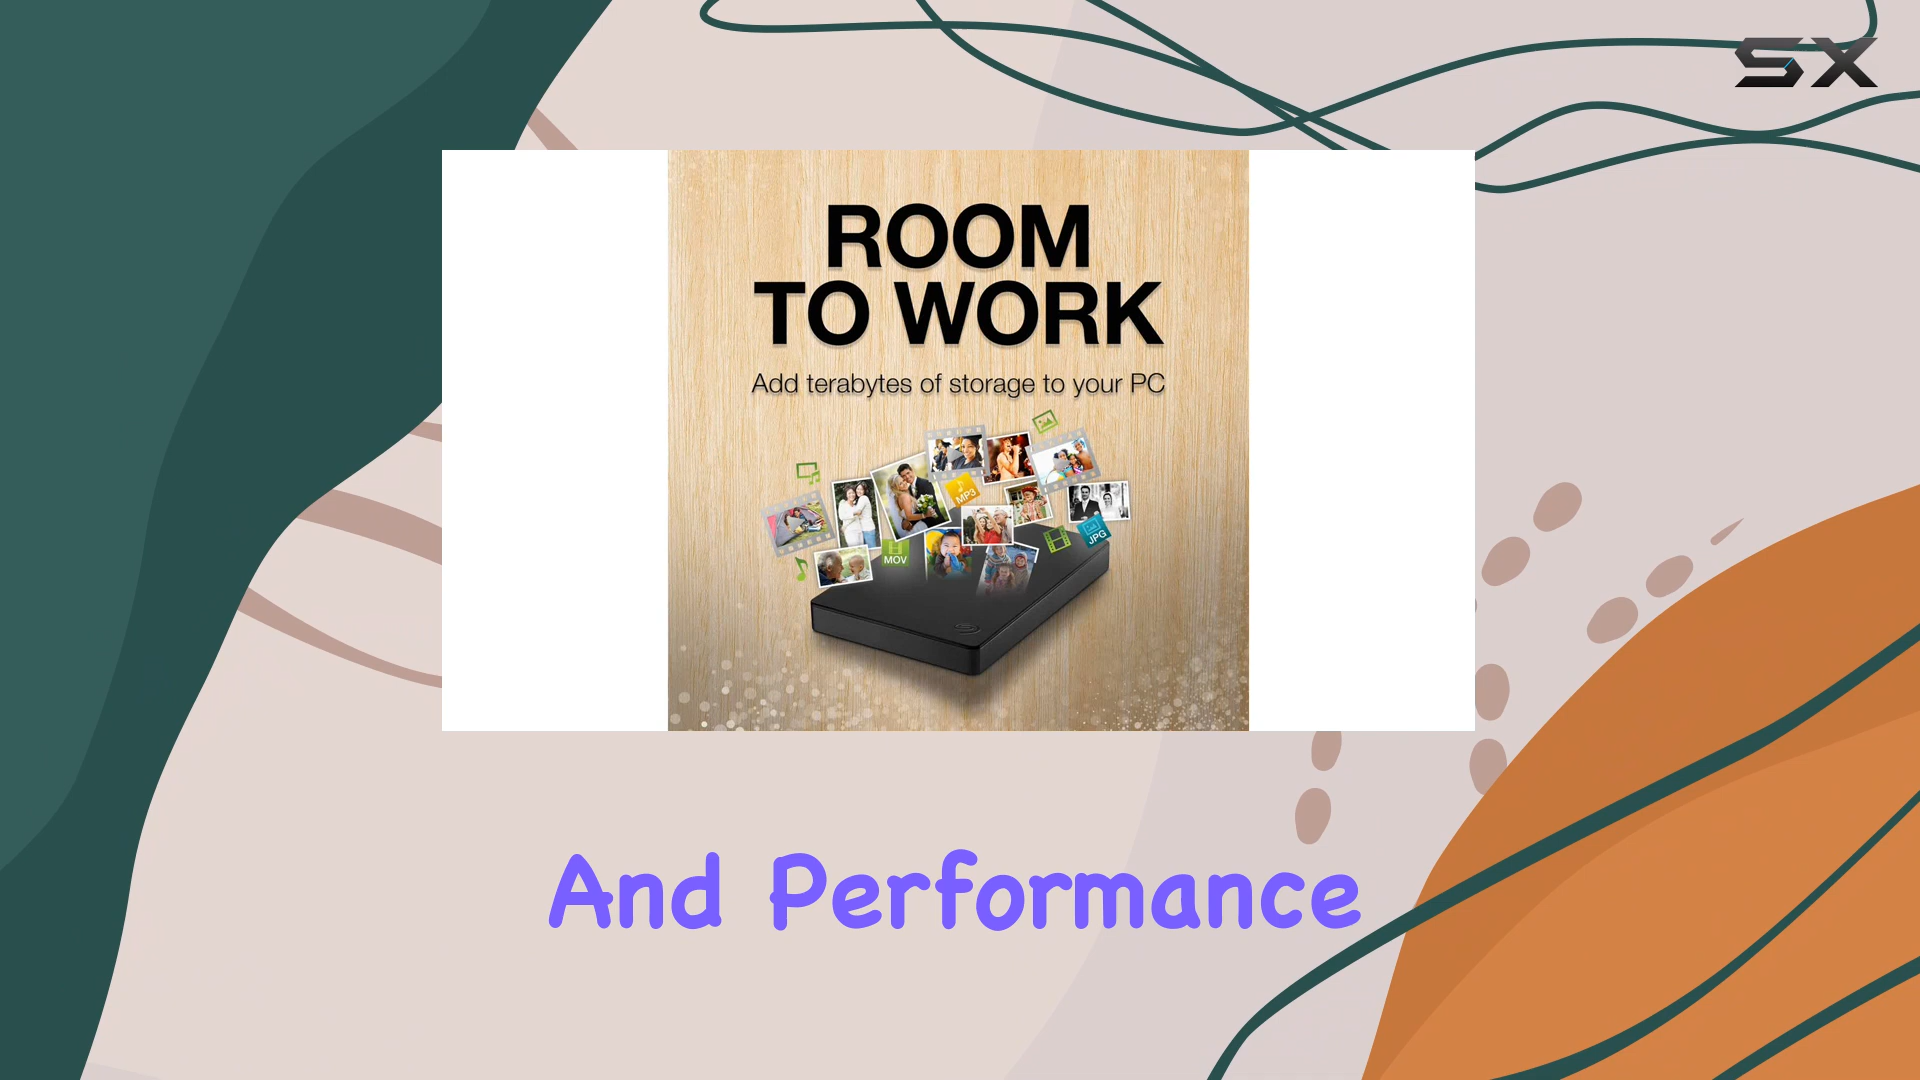 SX
ROOM
TO WORK
Add terabytes of storage to your PC
MP3
MOV
JPG
And Performance